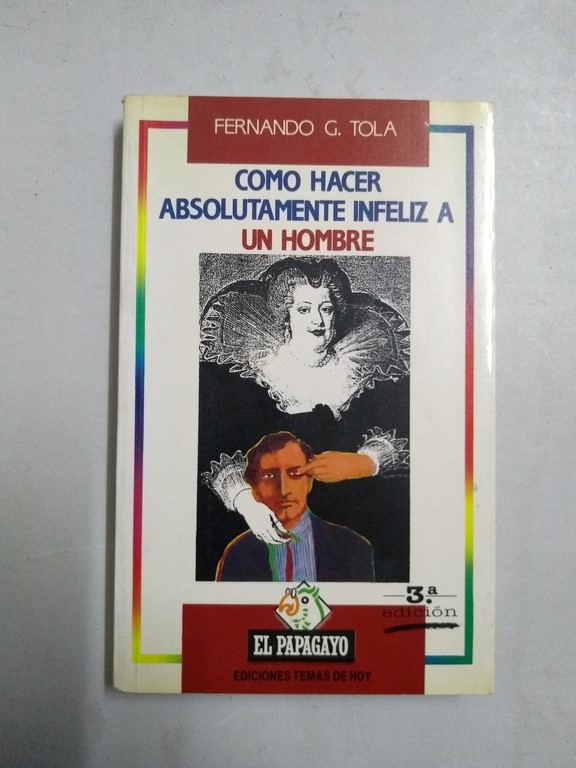 FERNANDO G. TOLA
COMO HACER
ABSOLUTAMENTE INFELIZ A
UN HOMBRE
3.ª
edición
EL PAPAGAYO
EDICIONES TEMAS DE HOY